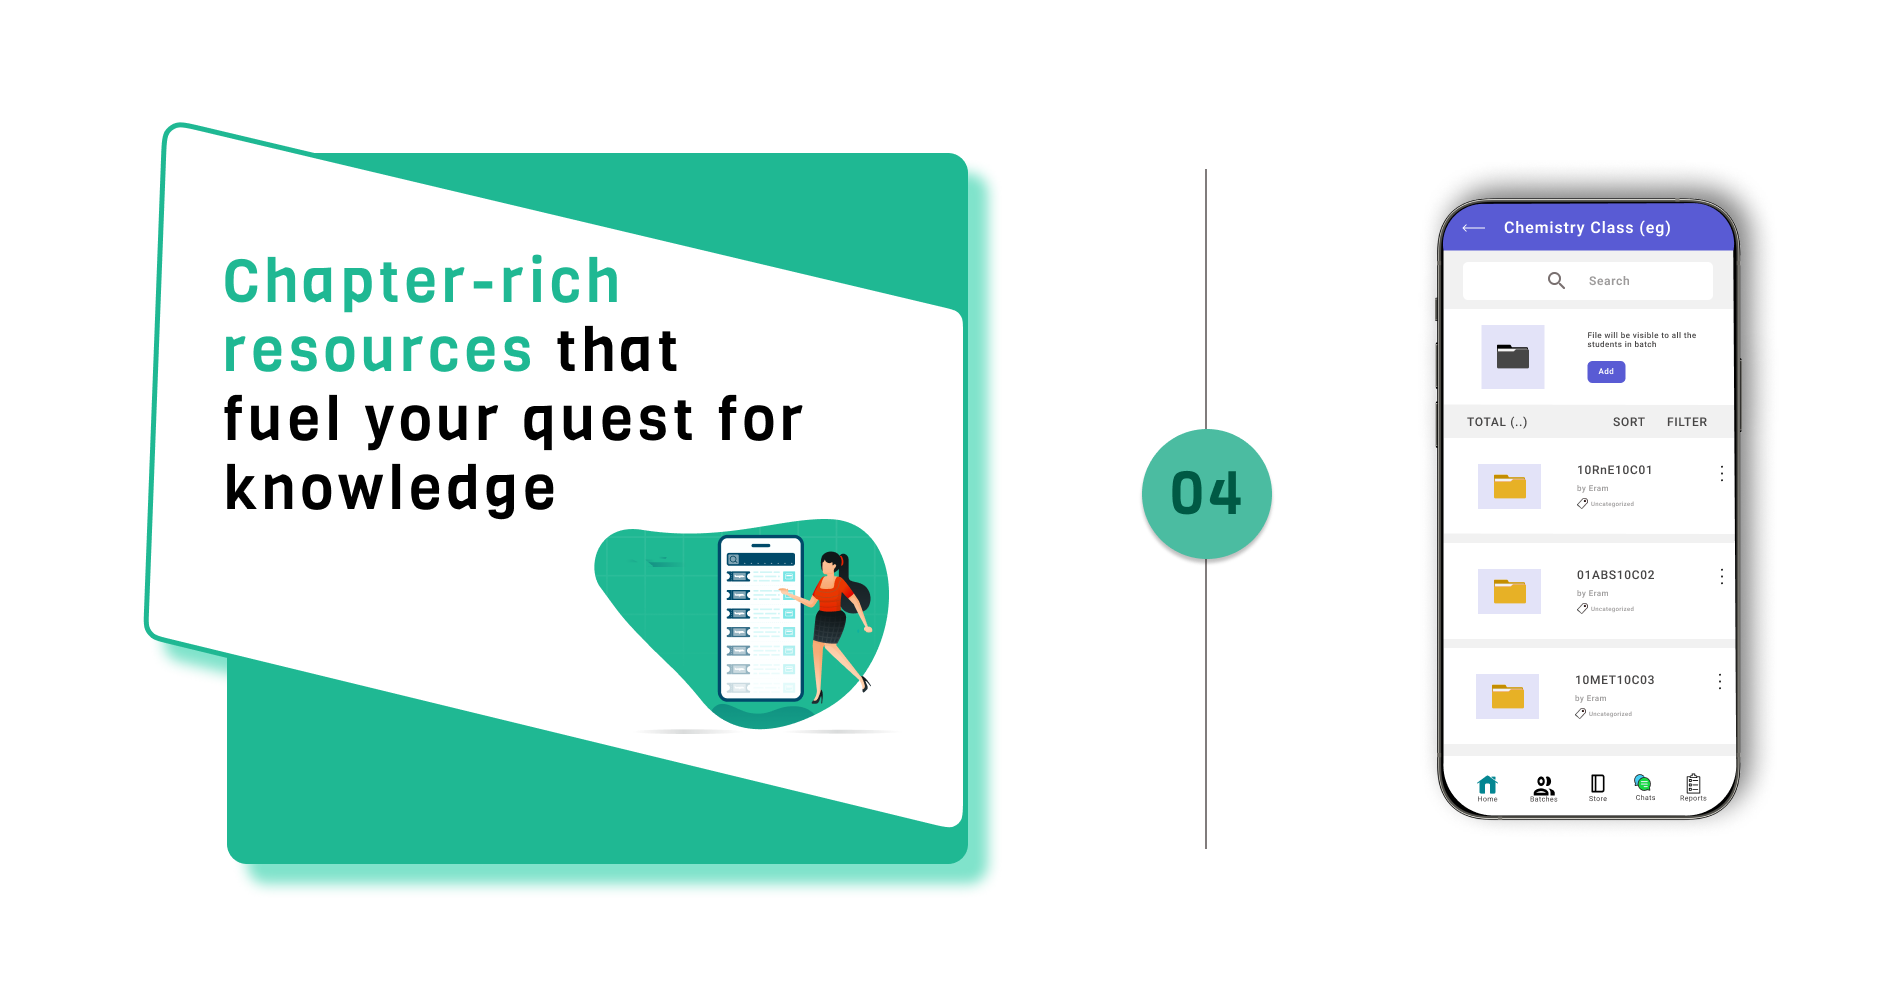 Chapter-rich
resources that
fuel your quest for
knowledge
04
Chemistry Class (eg)
Search
File will be visible to all the
students in batch
Add
TOTAL (..) SORT FILTER
10RnE10C01
by Eram
Uncategorized
01ABS10C02
by Eram
Uncategorized
10MET10C03
by Eram
Uncategorized
Home Batches Store Chats Reports